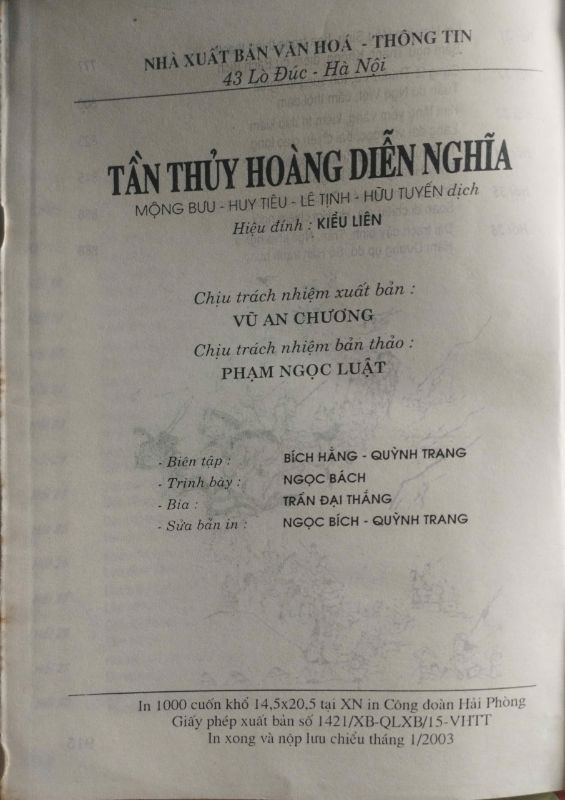 NHÀ XUẤT BẢN VĂN HOÁ - THÔNG TIN
43 Lò Đúc - Hà Nội
TẦN THỦY HOÀNG DIỄN NGHĨA
MỘNG BƯU - HUY TIÊU - LÊ TỊNH - HỮU TUYẾN dịch
Hiệu đính : KIỀU LIÊN
Chịu trách nhiệm xuất bản :
VŨ AN CHƯƠNG
Chịu trách nhiệm bản thảo :
PHẠM NGỌC LUẬT
- Biên tập : BÍCH HẰNG - QUỲNH TRANG
- Trình bày : NGỌC BÁCH
- Bìa : TRẦN ĐẠI THẮNG
- Sửa bản in : NGỌC BÍCH - QUỲNH TRANG
In 1000 cuốn khổ 14,5x20,5 tại XN in Công đoàn Hải Phòng
Giấy phép xuất bản số 1421/XB-QLXB/15-VHTT
In xong và nộp lưu chiểu tháng 1/2003